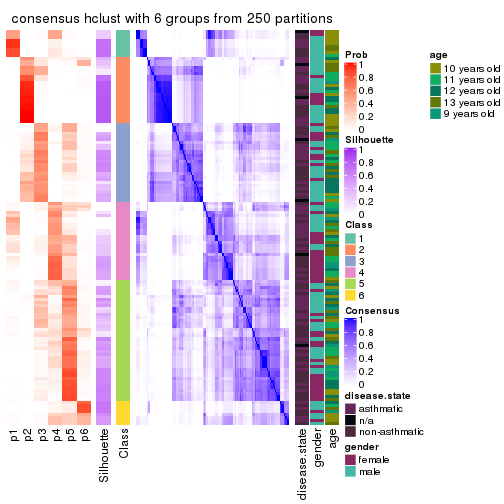 consensus hclust with 6 groups from 250 partitions
p1
p2
p3
p4
p5
p6
Silhouette
Class
disease.state
gender
age
Prob
1
0.8
0.6
0.4
0.2
0
Silhouette
1
0.8
0.6
0.4
0.2
0
Class
1
2
3
4
5
6
Consensus
1
0.8
0.6
0.4
0.2
0
disease.state
asthmatic
n/a
non-asthmatic
gender
female
male
age
10 years old
11 years old
12 years old
13 years old
9 years old